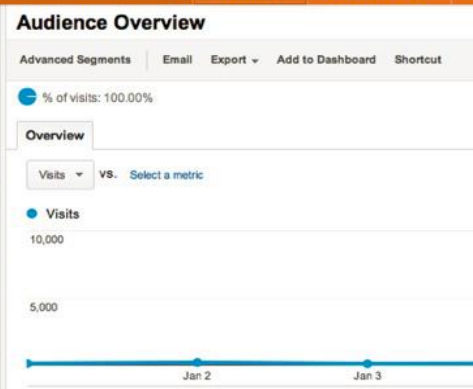 Audience Overview
Advanced Segments Email Export Add to Dashboard Shortcut
% of visits: 100.00%
Overview
Visits VS. Select a metric
Visits
10,000
5,000
Jan 2 Jan 3